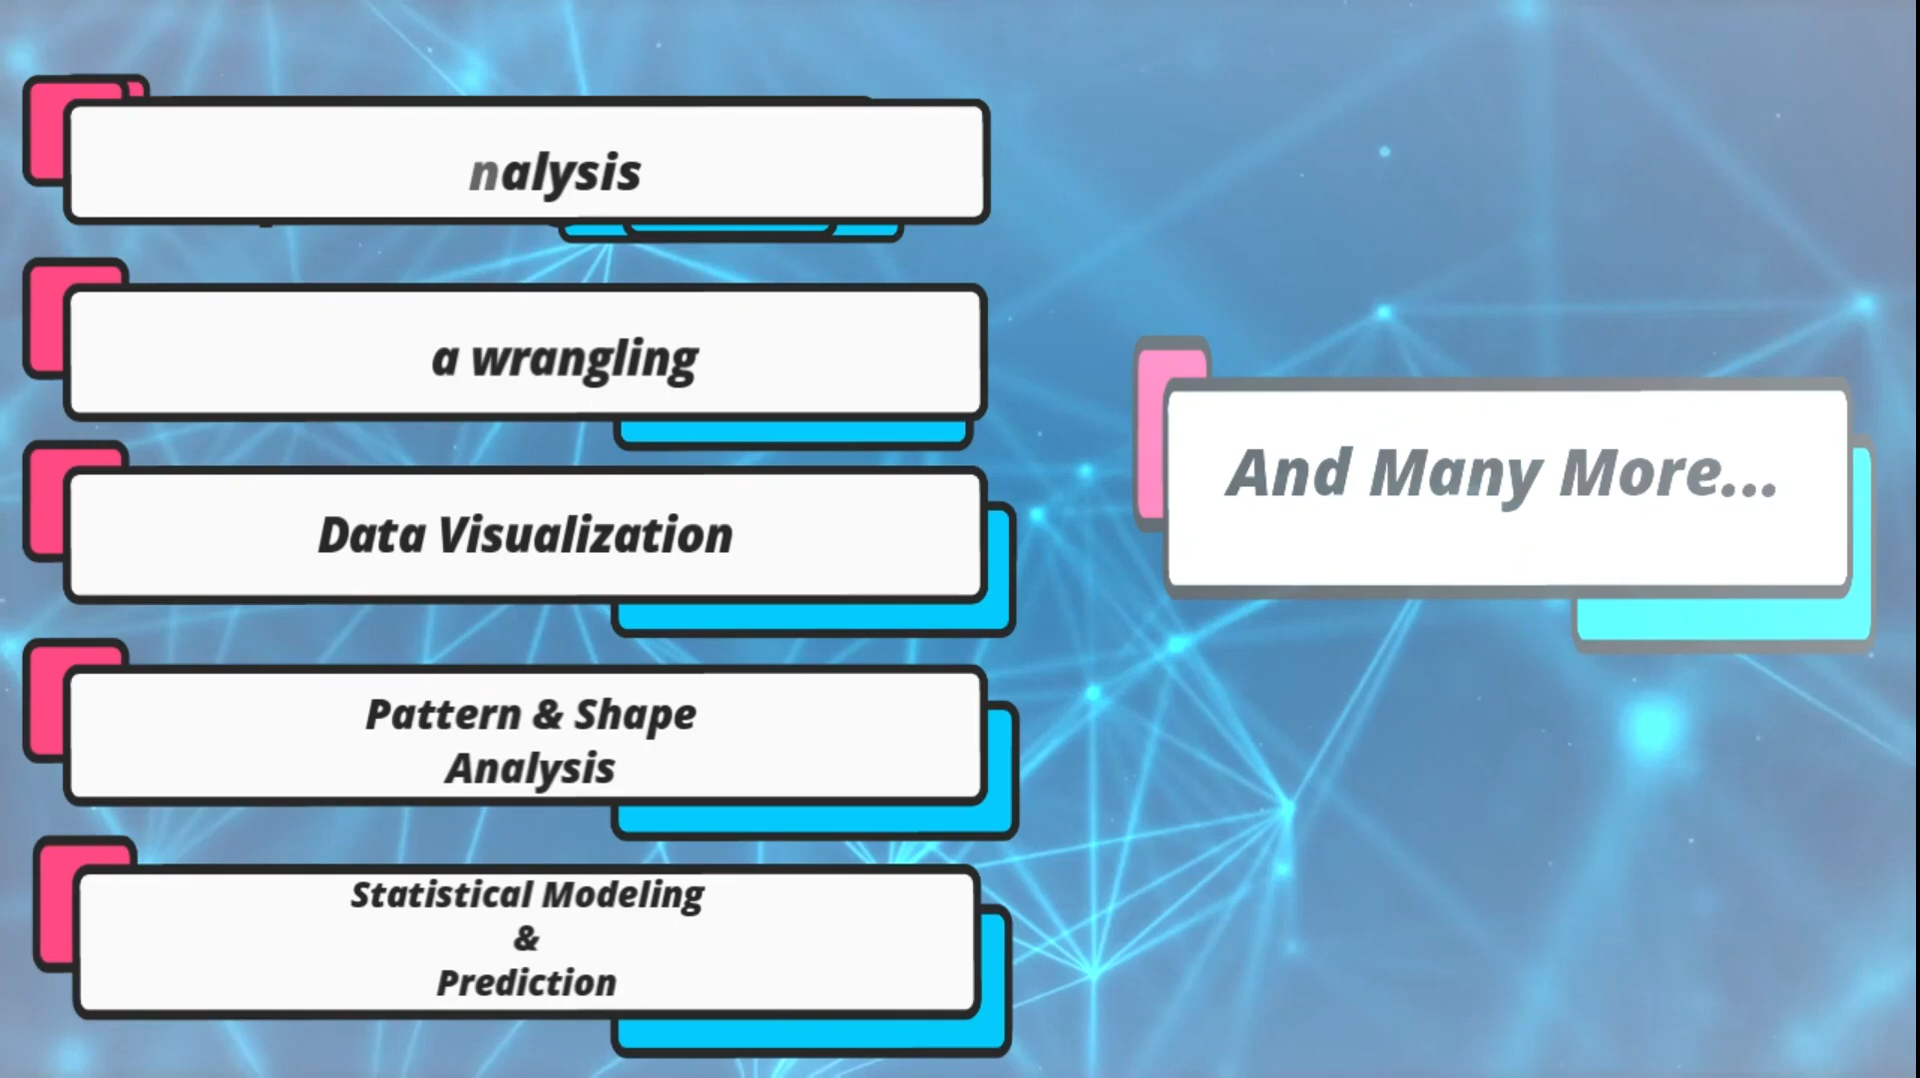 nalysis
a wrangling
Data Visualization
Pattern & Shape
Analysis
Statistical Modeling
&
Prediction
And Many More...